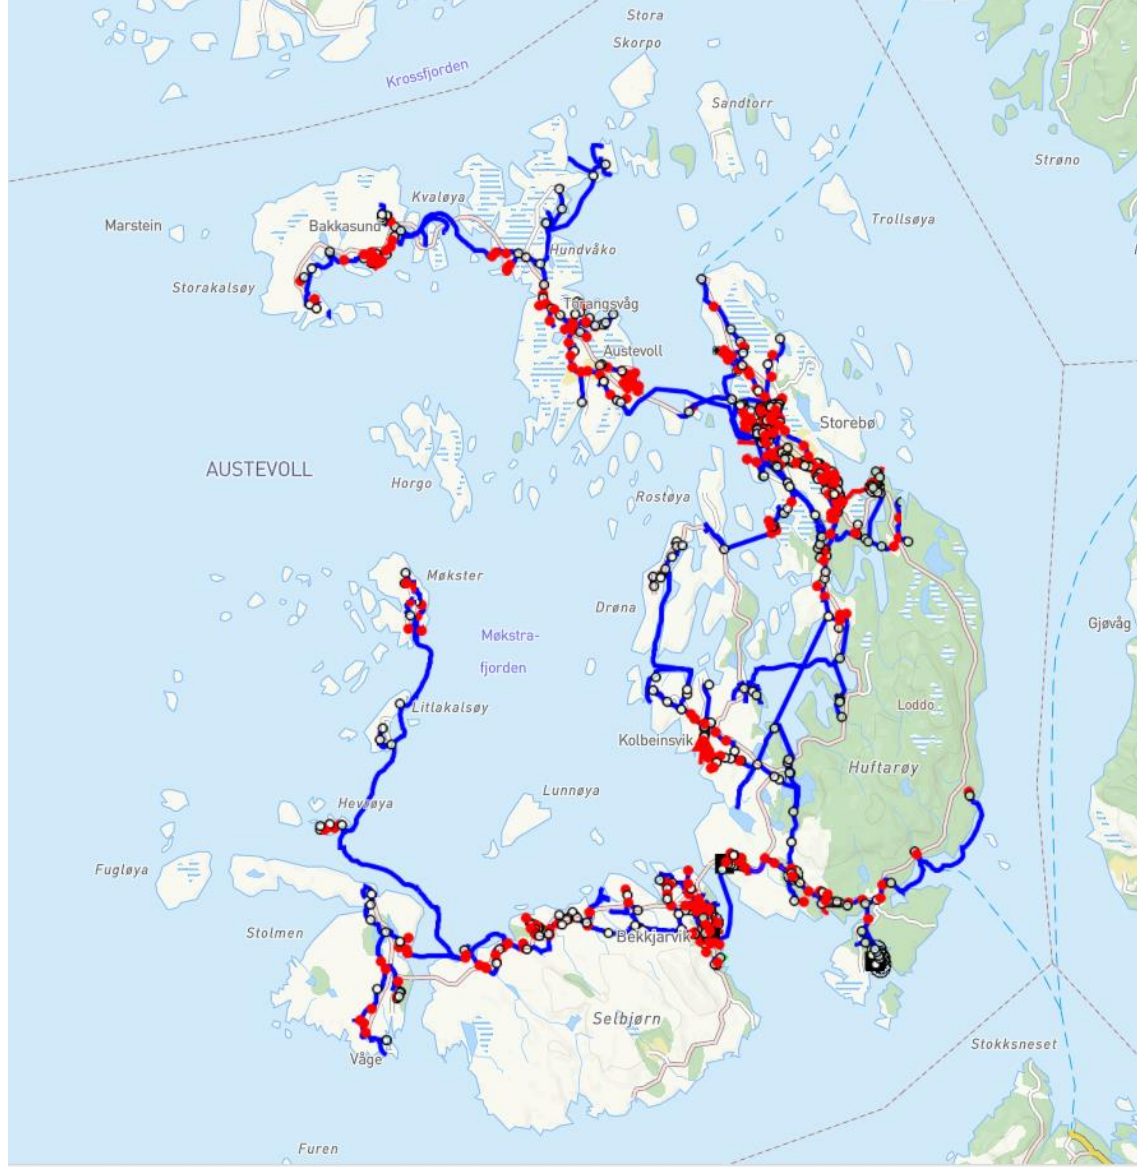 Stora
Skorpo
Krossfjorden
Sandtorr
Strøno
Kvaløya
Marstein
Bakkasund
Trollsøya
Hundvåko
Storakalsøy
Torangsvåg
Austevoll
Storebø
AUSTEVOLL
Horgo
Rostøya
Møkster
Drøna
Møkstra-
fjorden
Gjøvåg
Litlakalsøy
Loddo
Kolbeinsvik
Huftarøy
Lunnøya
Fugløya
Stolmen
Bekkjarvik
Selbjørn
Stokksneset
Våge
Furen